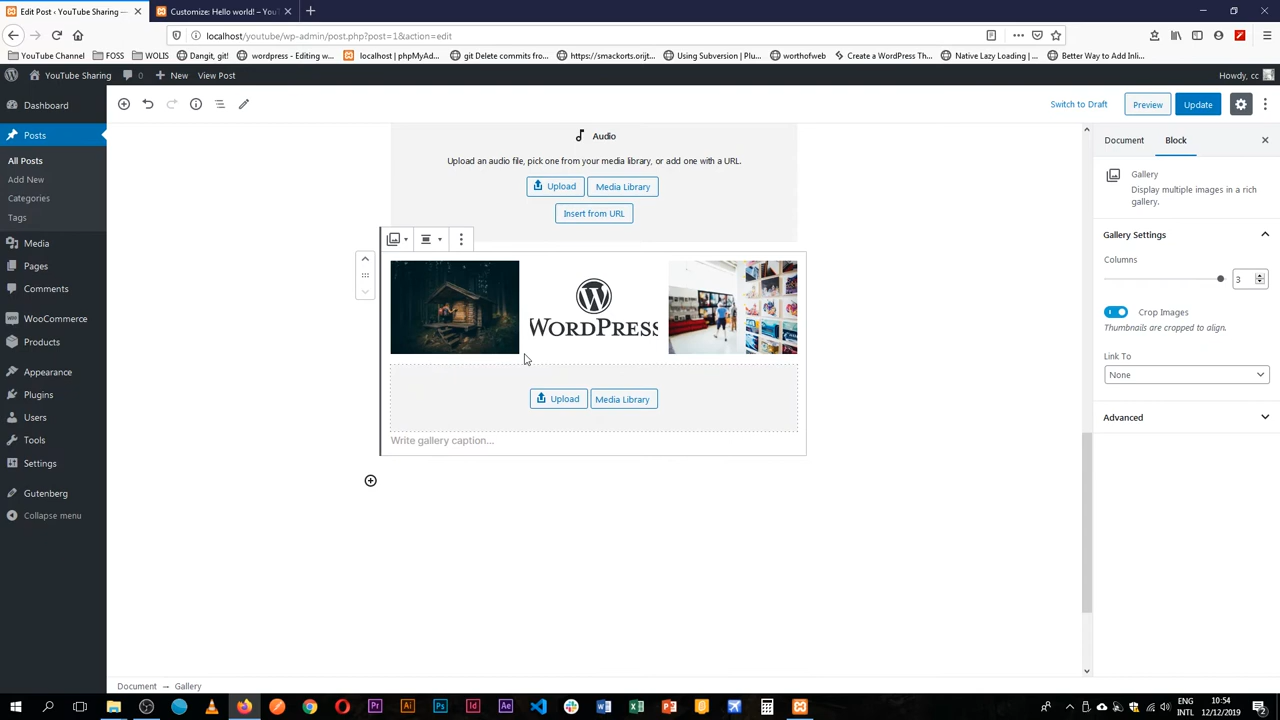 Edit Post ‹ YouTube Sharing —
Customize: Hello world! – You
localhost/youtube/wp-admin/post.php?post=1&action=edit
YouTube Channel
FOSS
WOLIS
Dangit, git!
wordpress - Editing w...
localhost | phpMyAd...
git Delete commits fro...
https://smackorts.orijt...
Using Subversion | Plu...
worthofweb
Create a WordPress Th...
Native Lazy Loading |...
Better Way to Add Inli...
YouTube Sharing
0
New
View Post
Howdy, cc
Dashboard
Posts
All Posts
Add New
Categories
Tags
Media
Pages
Comments
WooCommerce
Products
Appearance
Plugins
Users
Tools
Settings
Gutenberg
Collapse menu
Switch to Draft
Preview
Update
Audio
Upload an audio file, pick one from your media library, or add one with a URL.
Upload
Media Library
Insert from URL
WORDPRESS
Upload
Media Library
Write gallery caption...
Document
Block
Gallery
Display multiple images in a rich
gallery.
Gallery Settings
Columns
3
Crop Images
Thumbnails are cropped to align.
Link To
None
Advanced
Document → Gallery
ENG
INTL
10:54
12/12/2019